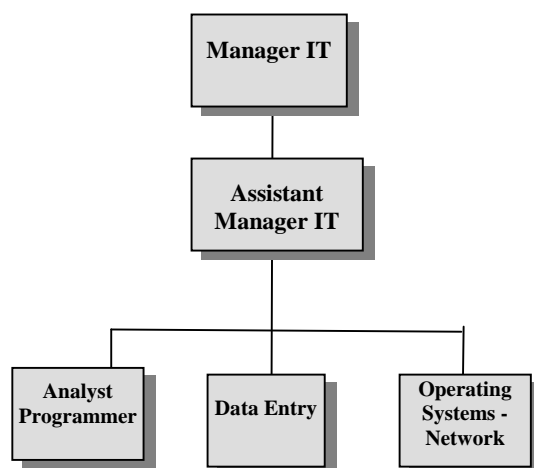 Manager IT
Assistant
Manager IT
Analyst
Programmer
Data Entry
Operating
Systems -
Network